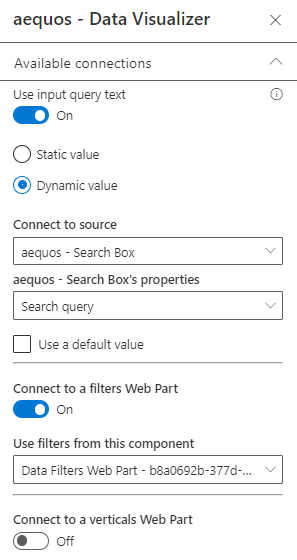 aequos - Data Visualizer
Available connections
Use input query text
On
Static value
Dynamic value
Connect to source
aequos - Search Box
aequos - Search Box's properties
Search query
Use a default value
Connect to a filters Web Part
On
Use filters from this component
Data Filters Web Part - b8a0692b-377d-...
Connect to a verticals Web Part
Off